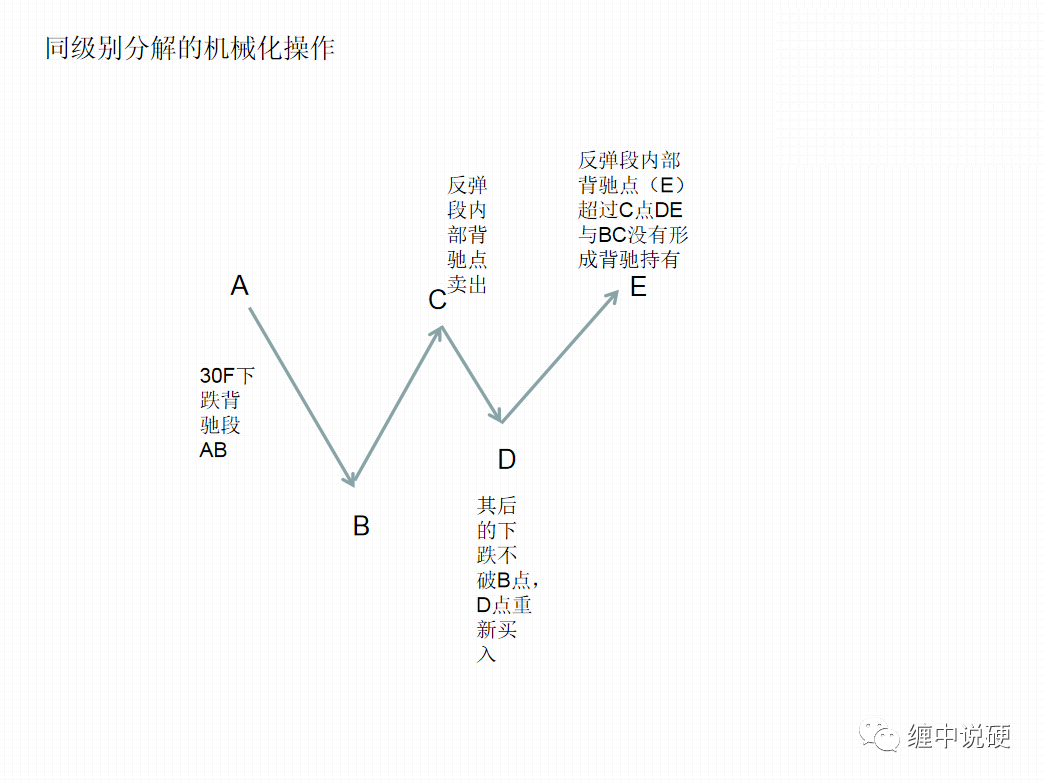 同级别分解的机械化操作
反弹段内部
背驰点（E）
超过C点DE
与BC没有形
成背驰持有
反弹
段内
部背
驰点
卖出
A
C
E
30F下
跌背
驰段
AB
D
B
其后
的下
跌不
破B点，
D点重
新买
入
缠中说硬